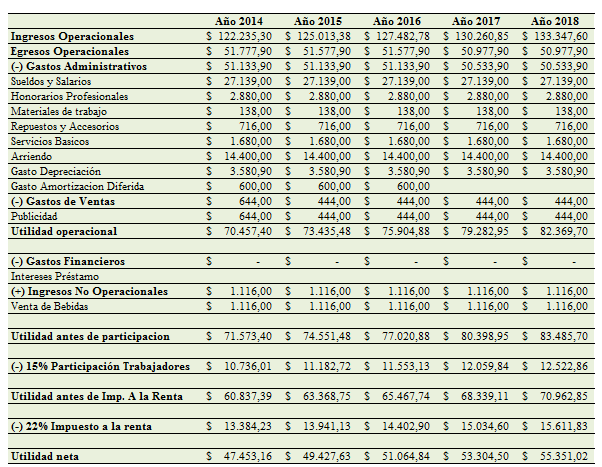 Año 2014 Año 2015 Año 2016 Año 2017 Año 2018
Ingresos Operacionales $ 122.235,30 $ 125.013,38 $ 127.482,78 $ 130.260,85 $ 133.347,60
Egresos Operacionales $ 51.777,90 $ 51.577,90 $ 51.577,90 $ 50.977,90 $ 50.977,90
(-) Gastos Administrativos $ 51.133,90 $ 51.133,90 $ 51.133,90 $ 50.533,90 $ 50.533,90
Sueldos y Salarios $ 27.139,00 $ 27.139,00 $ 27.139,00 $ 27.139,00 $ 27.139,00
Honorarios Profesionales $ 2.880,00 $ 2.880,00 $ 2.880,00 $ 2.880,00 $ 2.880,00
Materiales de trabajo $ 138,00 $ 138,00 $ 138,00 $ 138,00 $ 138,00
Repuestos y Accesorios $ 716,00 $ 716,00 $ 716,00 $ 716,00 $ 716,00
Servicios Basicos $ 1.680,00 $ 1.680,00 $ 1.680,00 $ 1.680,00 $ 1.680,00
Arriendo $ 14.400,00 $ 14.400,00 $ 14.400,00 $ 14.400,00 $ 14.400,00
Gasto Depreciación $ 3.580,90 $ 3.580,90 $ 3.580,90 $ 3.580,90 $ 3.580,90
Gasto Amortizacion Diferida $ 600,00 $ 600,00 $ 600,00
(-) Gastos de Ventas $ 644,00 $ 444,00 $ 444,00 $ 444,00 $ 444,00
Publicidad $ 644,00 $ 444,00 $ 444,00 $ 444,00 $ 444,00
Utilidad operacional $ 70.457,40 $ 73.435,48 $ 75.904,88 $ 79.282,95 $ 82.369,70
(-) Gastos Financieros $ - $ - $ - $ - $ -
Intereses Préstamo
(+) Ingresos No Operacionales $ 1.116,00 $ 1.116,00 $ 1.116,00 $ 1.116,00 $ 1.116,00
Venta de Bebidas $ 1.116,00 $ 1.116,00 $ 1.116,00 $ 1.116,00 $ 1.116,00
Utilidad antes de participacion $ 71.573,40 $ 74.551,48 $ 77.020,88 $ 80.398,95 $ 83.485,70
(-) 15% Participación Trabajadores $ 10.736,01 $ 11.182,72 $ 11.553,13 $ 12.059,84 $ 12.522,86
Utilidad antes de Imp. A la Renta $ 60.837,39 $ 63.368,75 $ 65.467,74 $ 68.339,11 $ 70.962,85
(-) 22% Impuesto a la renta $ 13.384,23 $ 13.941,13 $ 14.402,90 $ 15.034,60 $ 15.611,83
Utilidad neta $ 47.453,16 $ 49.427,63 $ 51.064,84 $ 53.304,50 $ 55.351,02